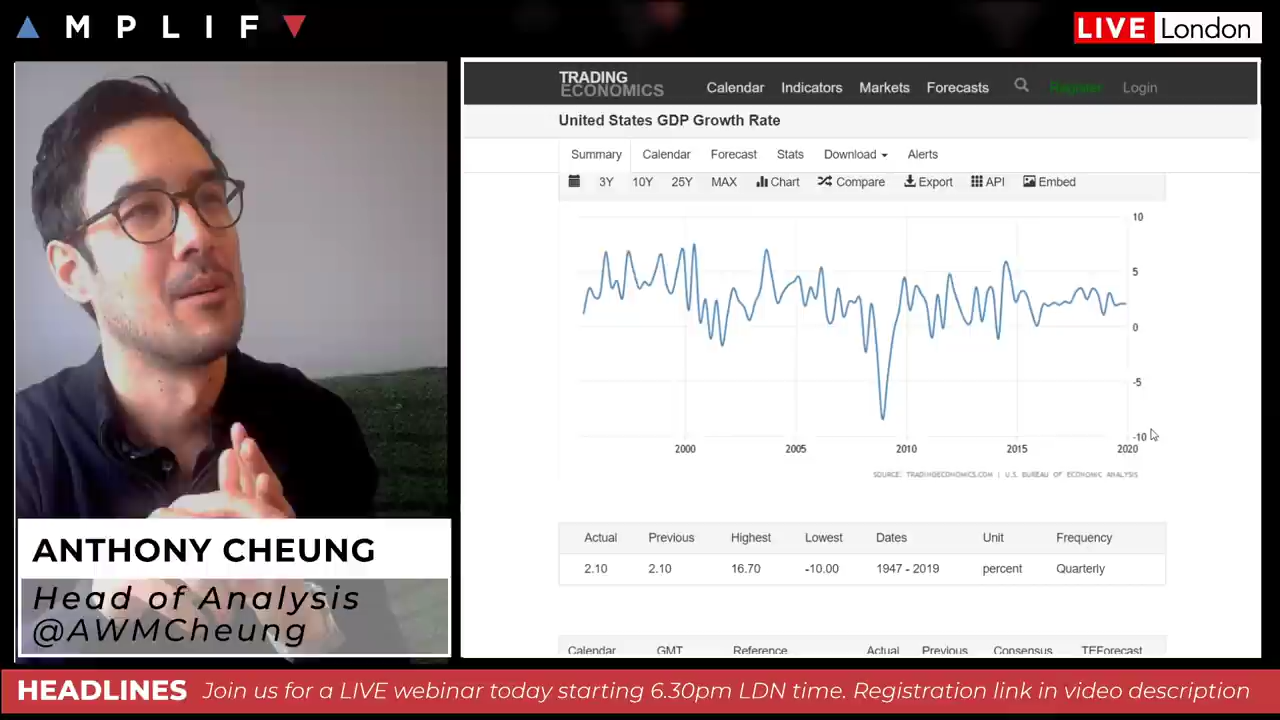 AMPLIFY
LIVE London
TRADING
ECONOMICS
Calendar Indicators Markets Forecasts Register Login
United States GDP Growth Rate
Summary Calendar Forecast Stats Download Alerts
3Y 10Y 25Y MAX Chart Compare Export API Embed
10
5
0
-5
-10
2000 2005 2010 2015 2020
SOURCE: TRADINGECONOMICS.COM | U.S. BUREAU OF ECONOMIC ANALYSIS
Actual Previous Highest Lowest Dates Unit Frequency
2.10 2.10 16.70 -10.00 1947 - 2019 percent Quarterly
Calendar GMT Reference Actual Previous Consensus TEForecast
ANTHONY CHEUNG
Head of Analysis
@AWMCheung
HEADLINES Join us for a LIVE webinar today starting 6.30pm LDN time. Registration link in video description